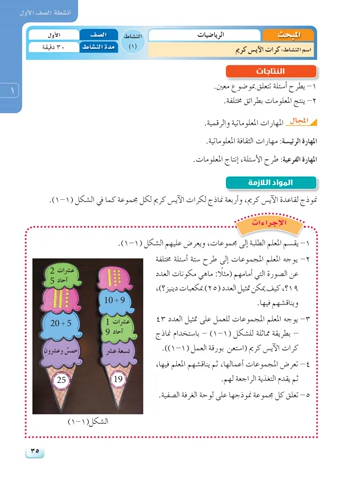 أنشطة الصف الأول
المبحث
الرياضيات
النشاط
(١)
الصف
الأول
اسم النشاط: كرات الآيس كريم
مدة النشاط
٣٠ دقيقة
١
النتاجات
١- يطرح أسئلة تتعلق بموضوع معين.
٢- ينتج المعلومات بطرائق مختلفة.
المجال المهارات المعلوماتية والرقمية.
المهارة الرئيسة: مهارات الثقافة المعلوماتية.
المهارة الفرعية: طرح الأسئلة، إنتاج المعلومات.
المواد اللازمة
نموذج لقاعدة الآيس كريم، وأربعة نماذج لكرات الآيس كريم لكل مجموعة كما في الشكل (١-١).
الإجراءات
١- يقسم المعلم الطلبة إلى مجموعات، ويعرض عليهم الشكل (١-١).
٢- يوجه المعلم المجموعات إلى طرح ستة أسئلة مختلفة
عن الصورة التي أمامهم (مثلا: ماهي مكونات العدد
١٩؟، كيف يمكن تمثيل العدد (٢٥) بمكعبات دينيز؟)،
ويناقشهم فيها.
٣- يوجه المعلم المجموعات للعمل على تمثيل العدد ٤٣
- بطريقة مماثلة للشكل (١-١) - باستخدام نماذج
كرات الآيس كريم (استعن بورقة العمل (١-١)).
٤- تعرض المجموعات أعمالها، ثم يناقشهم المعلم فيها،
ثم يقدم التغذية الراجعة لهم.
٥- تعلق كل مجموعة نموذجها على لوحة الغرفة الصفية.
2 عشرات
5 آحاد
20 + 5
خمس وعشرون
25
10 + 9
1 عشرات
9 آحاد
تسعة عشر
19
الشكل (١-١)
٣٥